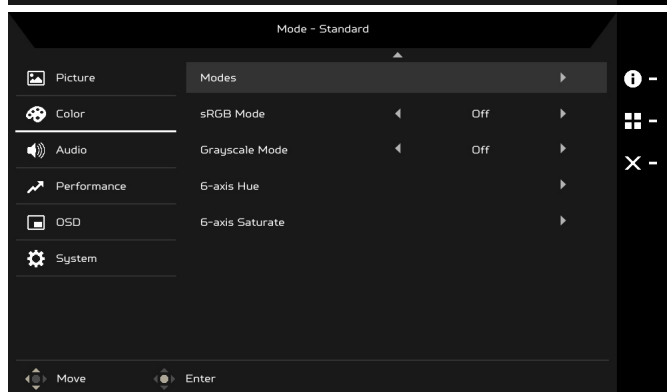 Mode - Standard
Picture
Modes
Color
sRGB Mode Off
Audio
Grayscale Mode Off
Performance
6-axis Hue
OSD
6-axis Saturate
System
Move Enter